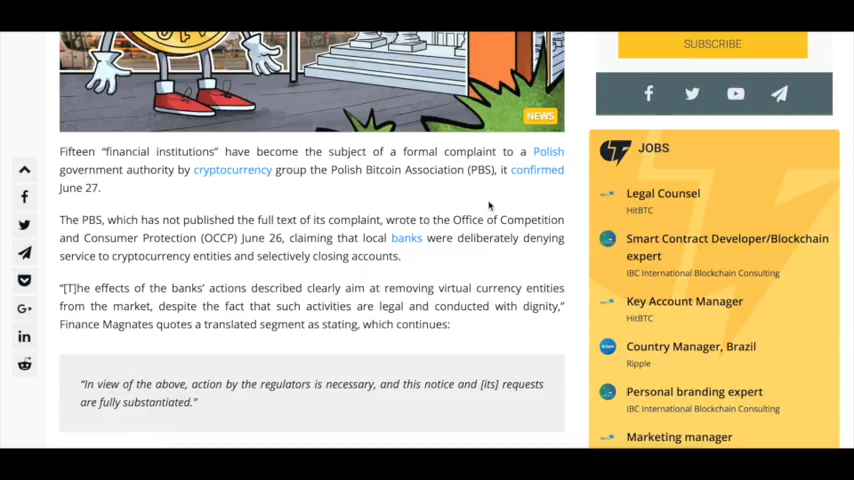 SUBSCRIBE
NEWS
Fifteen “financial institutions” have become the subject of a formal complaint to a Polish
government authority by cryptocurrency group the Polish Bitcoin Association (PBS), it confirmed
June 27.
The PBS, which has not published the full text of its complaint, wrote to the Office of Competition
and Consumer Protection (OCCP) June 26, claiming that local banks were deliberately denying
service to cryptocurrency entities and selectively closing accounts.
“[T]he effects of the banks’ actions described clearly aim at removing virtual currency entities
from the market, despite the fact that such activities are legal and conducted with dignity,”
Finance Magnates quotes a translated segment as stating, which continues:
“In view of the above, action by the regulators is necessary, and this notice and [its] requests
are fully substantiated.”
JOBS
Legal Counsel
HitBTC
Smart Contract Developer/Blockchain
expert
IBC International Blockchain Consulting
Key Account Manager
HitBTC
Country Manager, Brazil
Ripple
Personal branding expert
IBC International Blockchain Consulting
Marketing manager